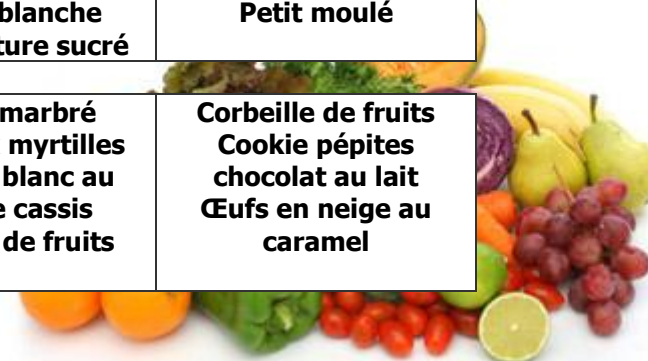 blanche
ture sucré
Petit moulé
marbré
myrtilles
blanc au
cassis
de fruits
Corbeille de fruits
Cookie pépites
chocolat au lait
Œufs en neige au
caramel